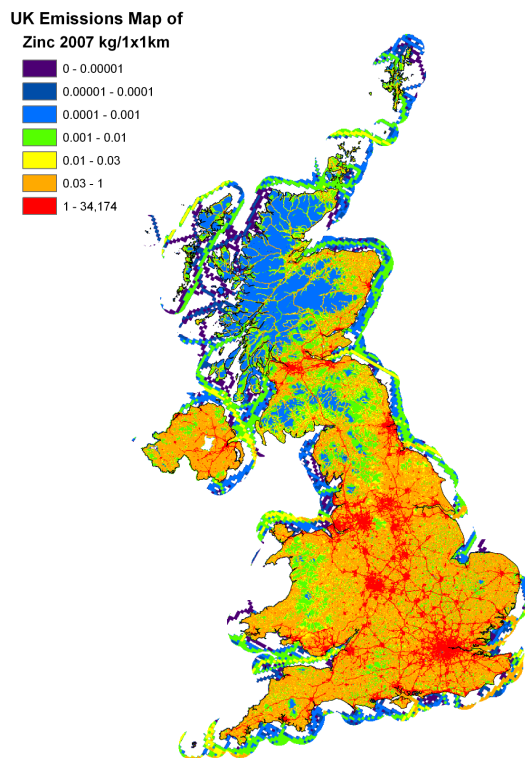 UK Emissions Map of
Zinc 2007 kg/1x1km
0 - 0.00001
0.00001 - 0.0001
0.0001 - 0.001
0.001 - 0.01
0.01 - 0.03
0.03 - 1
1 - 34,174